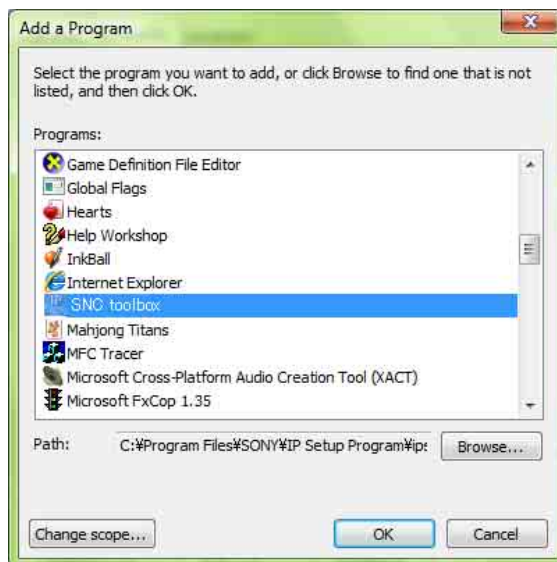 Add a Program
Select the program you want to add, or click Browse to find one that is not
listed, and then click OK.
Programs:
Game Definition File Editor
Global Flags
Hearts
Help Workshop
InkBall
Internet Explorer
SNC toolbox
Mahjong Titans
MFC Tracer
Microsoft Cross-Platform Audio Creation Tool (XACT)
Microsoft FxCop 1.35
Path: C:¥Program Files¥SONY¥IP Setup Program¥ips Browse...
Change scope... OK Cancel